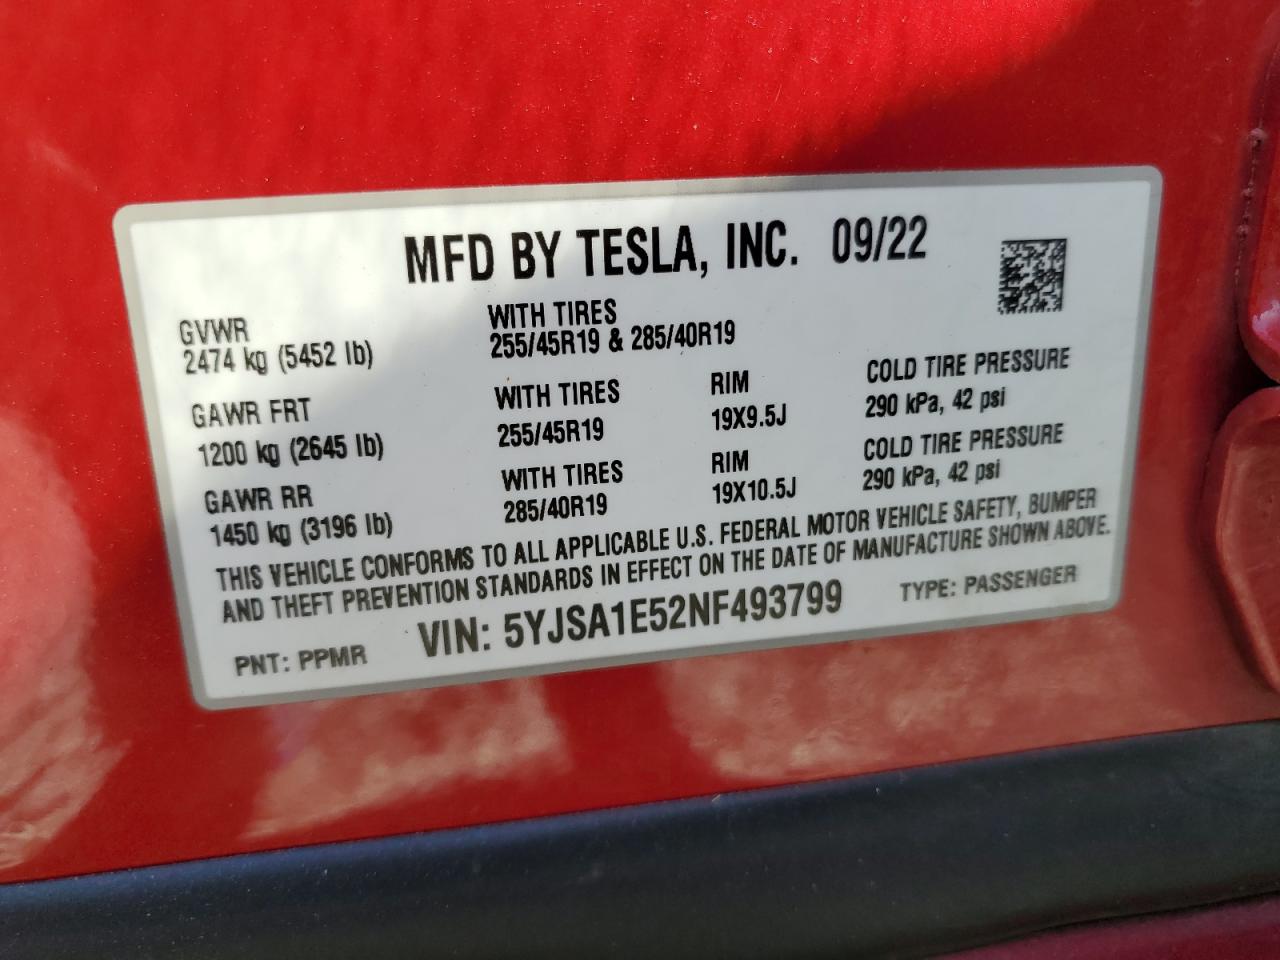 MFD BY TESLA, INC. 09/22
GVWR
2474 kg (5452 lb)
WITH TIRES
255/45R19 & 285/40R19
GAWR FRT
1200 kg (2645 lb)
WITH TIRES
255/45R19
RIM
19X9.5J
COLD TIRE PRESSURE
290 kPa, 42 psi
GAWR RR
1450 kg (3196 lb)
WITH TIRES
285/40R19
RIM
19X10.5J
COLD TIRE PRESSURE
290 kPa, 42 psi
THIS VEHICLE CONFORMS TO ALL APPLICABLE U.S. FEDERAL MOTOR VEHICLE SAFETY, BUMPER
AND THEFT PREVENTION STANDARDS IN EFFECT ON THE DATE OF MANUFACTURE SHOWN ABOVE.
PNT: PPMR VIN: 5YJSA1E52NF493799 TYPE: PASSENGER